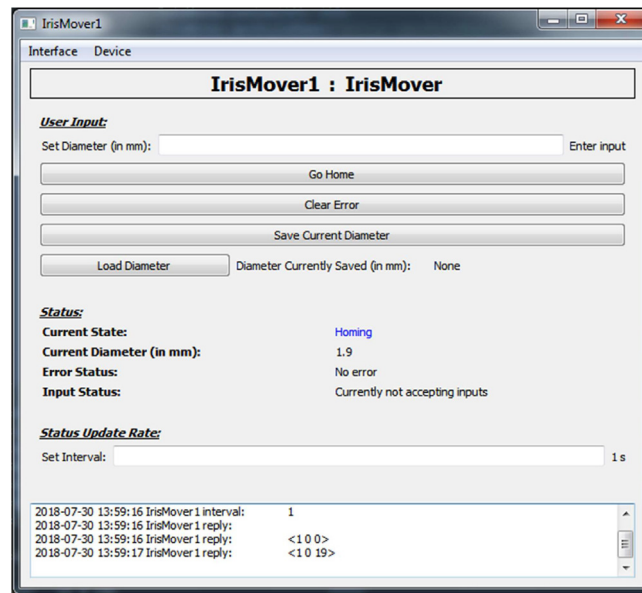 IrisMover1
Interface Device
IrisMover1 : IrisMover
User Input:
Set Diameter (in mm): Enter input
Go Home
Clear Error
Save Current Diameter
Load Diameter Diameter Currently Saved (in mm): None
Status:
Current State: Homing
Current Diameter (in mm): 1.9
Error Status: No error
Input Status: Currently not accepting inputs
Status Update Rate:
Set Interval: 1 s
2018-07-30 13:59:16 IrisMover1 interval: 1
2018-07-30 13:59:16 IrisMover1 reply:
2018-07-30 13:59:16 IrisMover1 reply: <1 0 0>
2018-07-30 13:59:17 IrisMover1 reply: <1 0 19>